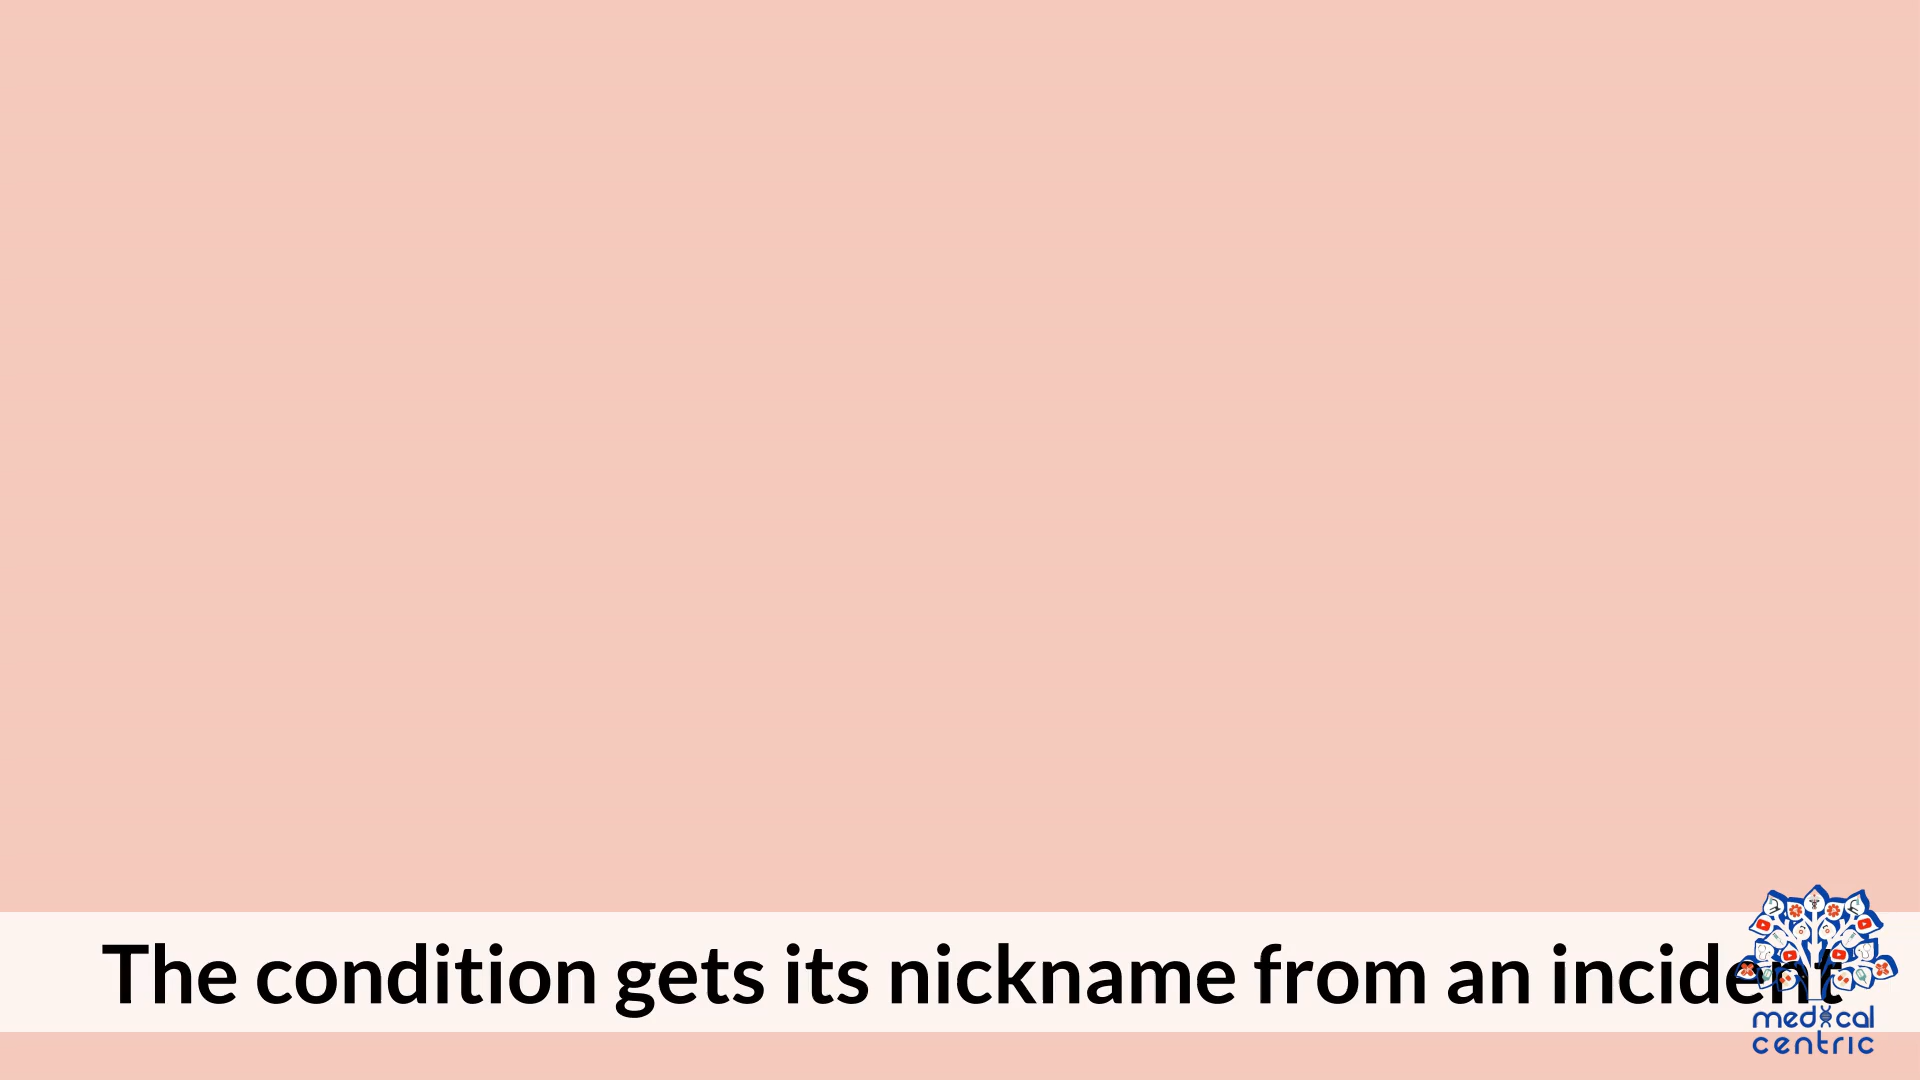 The condition gets its nickname from an incident
medical
centric